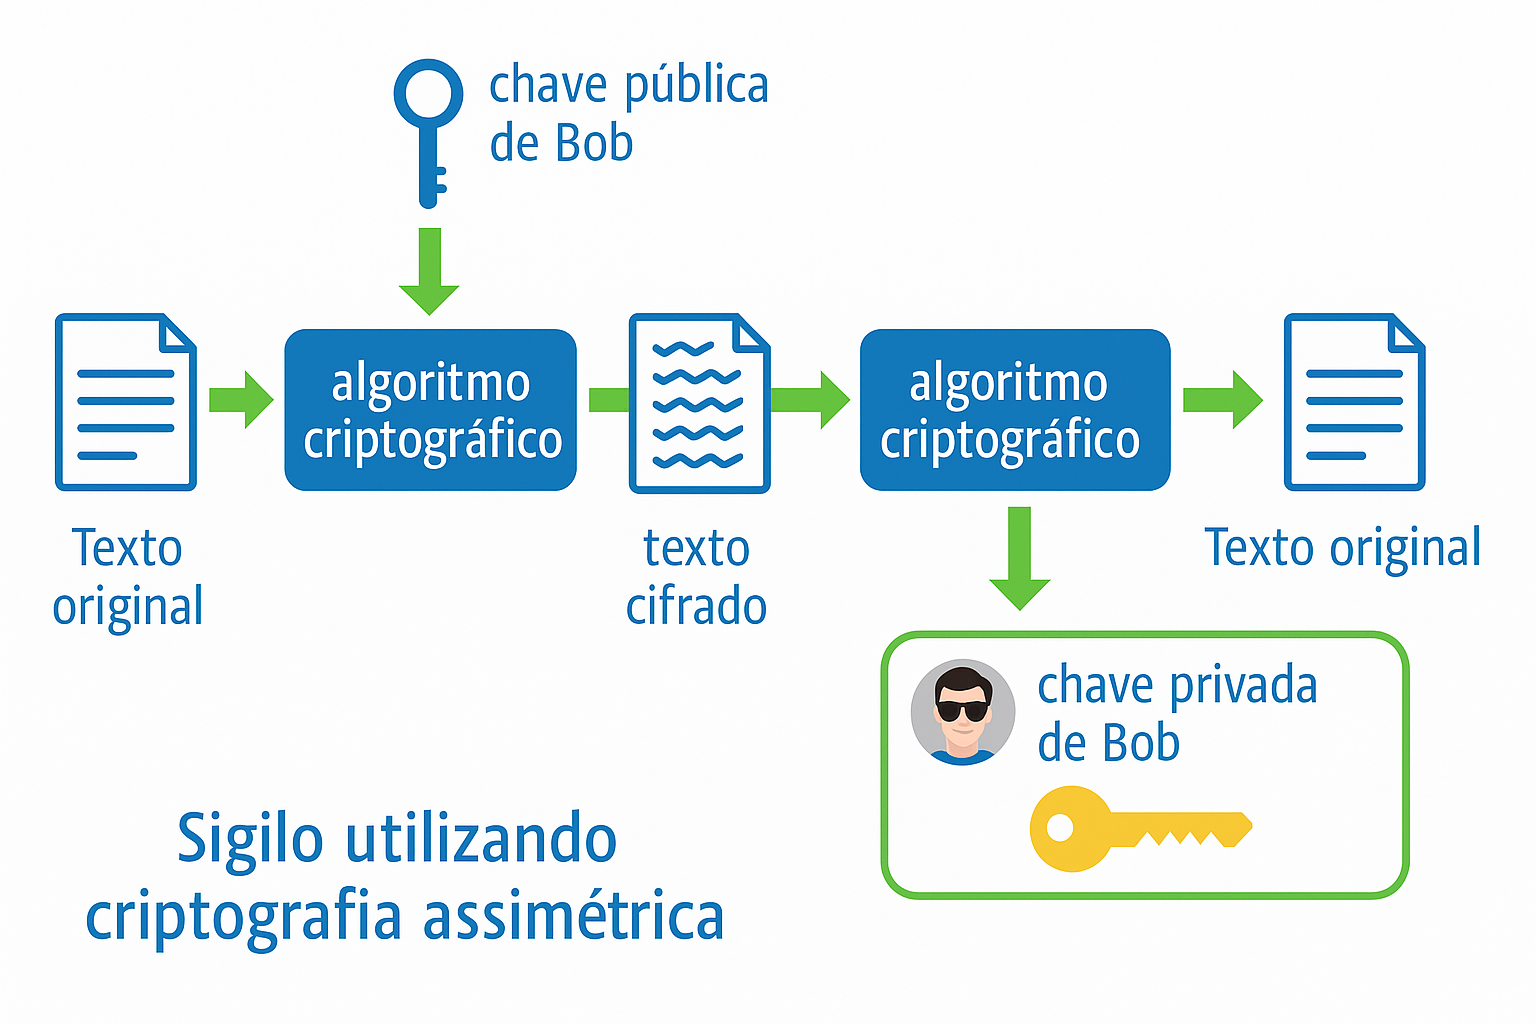 chave pública
de Bob
algoritmo
criptográfico
algoritmo
criptográfico
Texto
original
texto
cifrado
Texto original
chave privada
de Bob
Sigilo utilizando
criptografia assimétrica